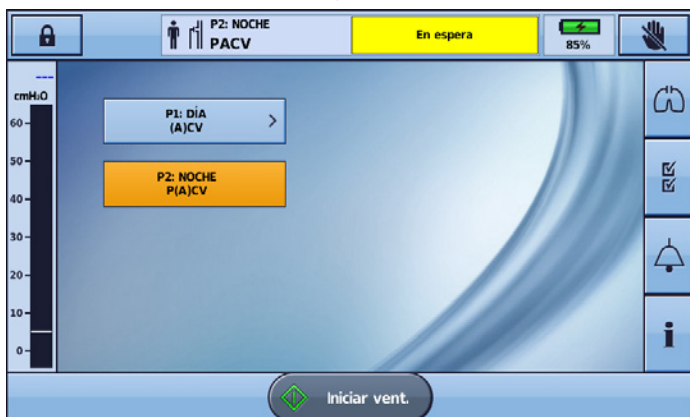 P2: NOCHE
PACV
En espera
85%
---
cmH₂O
60
50
40
30
20
10
0
P1: DÍA
(A)CV
P2: NOCHE
P(A)CV
Iniciar vent.